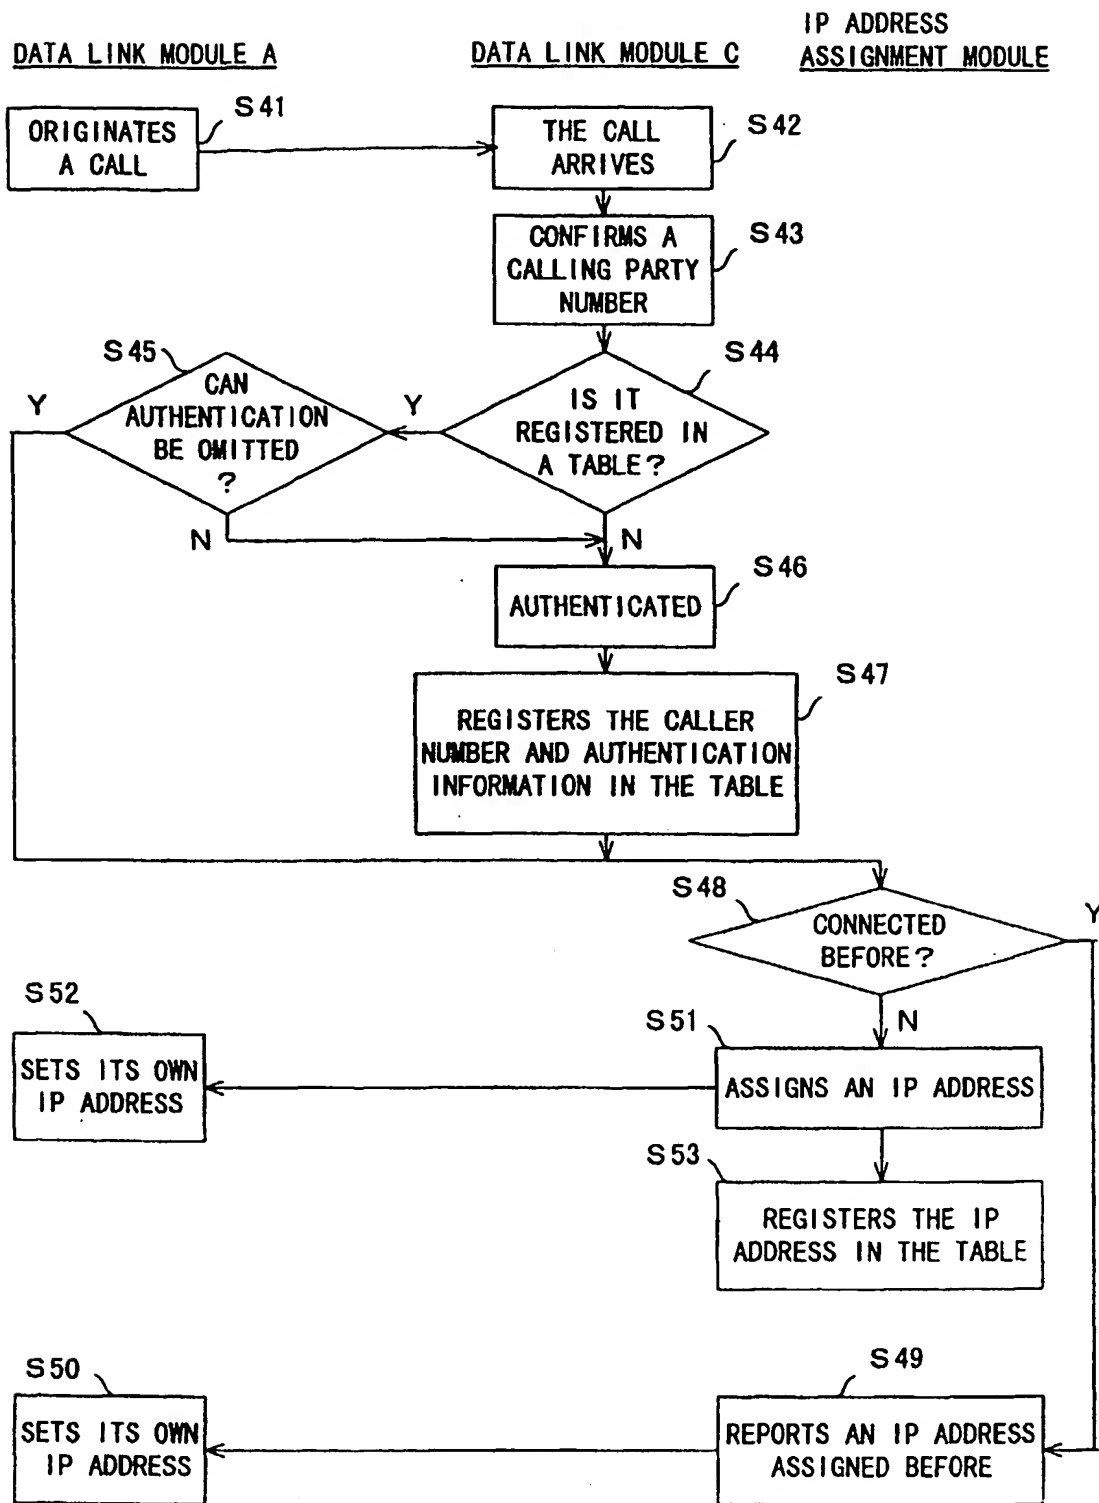 IP ADDRESS
DATA LINK MODULE A
DATA LINK MODULE C
ASSIGNMENT MODULE
S41
ORIGINATES
A CALL
S42
THE CALL
ARRIVES
S43
CONFIRMS A
CALLING PARTY
NUMBER
S44
IS IT
REGISTERED IN
A TABLE?
Y
N
S45
CAN
AUTHENTICATION
BE OMITTED
?
Y
N
S46
AUTHENTICATED
S47
REGISTERS THE CALLER
NUMBER AND AUTHENTICATION
INFORMATION IN THE TABLE
S48
CONNECTED
BEFORE?
Y
N
S51
ASSIGNS AN IP ADDRESS
S52
SETS ITS OWN
IP ADDRESS
S53
REGISTERS THE IP
ADDRESS IN THE TABLE
S49
REPORTS AN IP ADDRESS
ASSIGNED BEFORE
S50
SETS ITS OWN
IP ADDRESS